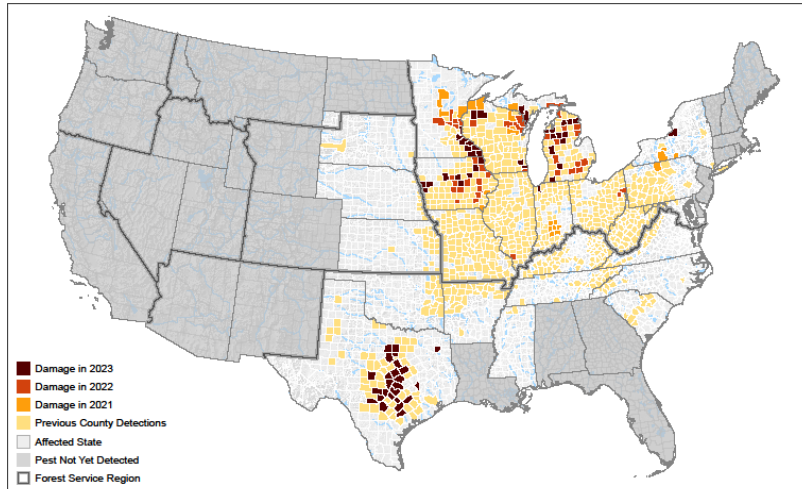 Damage in 2023
Damage in 2022
Damage in 2021
Previous County Detections
Affected State
Pest Not Yet Detected
Forest Service Region